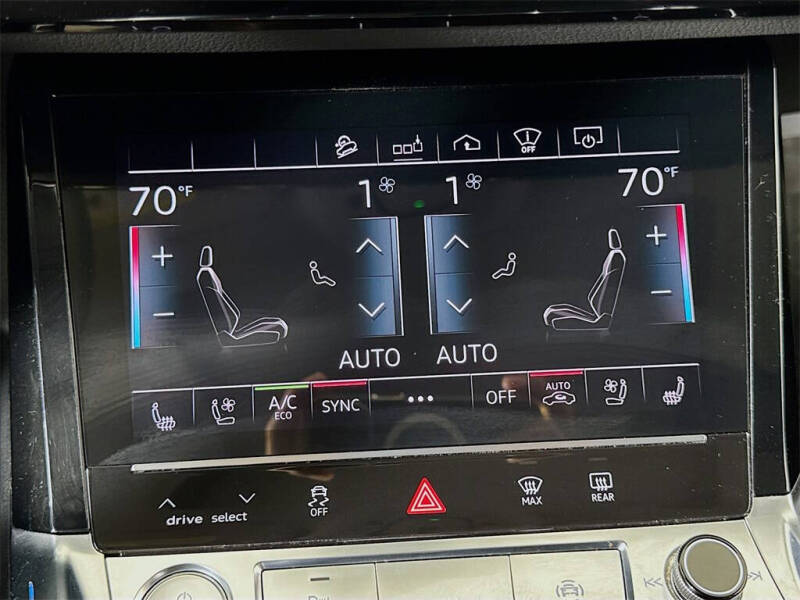 OFF
70°F 1 1 70°F
+ +
− −
AUTO AUTO
A/C ECO SYNC ••• OFF AUTO
drive select OFF MAX REAR